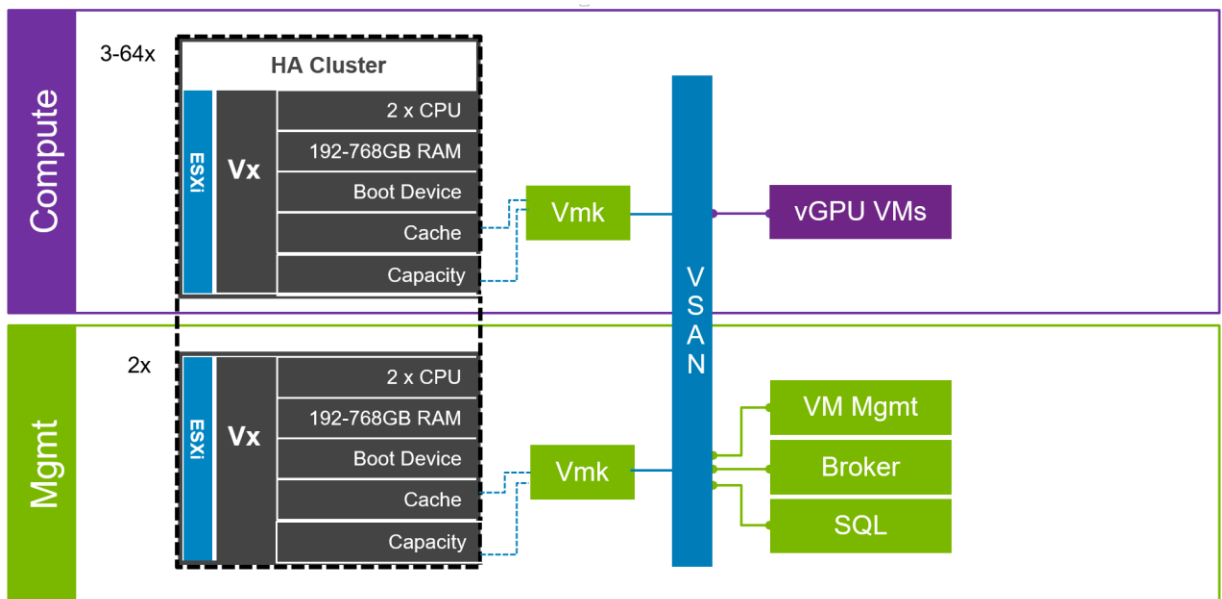 Compute
3-64x
HA Cluster
ESXi
Vx
2 x CPU
192-768GB RAM
Boot Device
Cache
Capacity
Vmk
vGPU VMs
VSAN
Mgmt
2x
ESXi
Vx
2 x CPU
192-768GB RAM
Boot Device
Cache
Capacity
Vmk
VM Mgmt
Broker
SQL